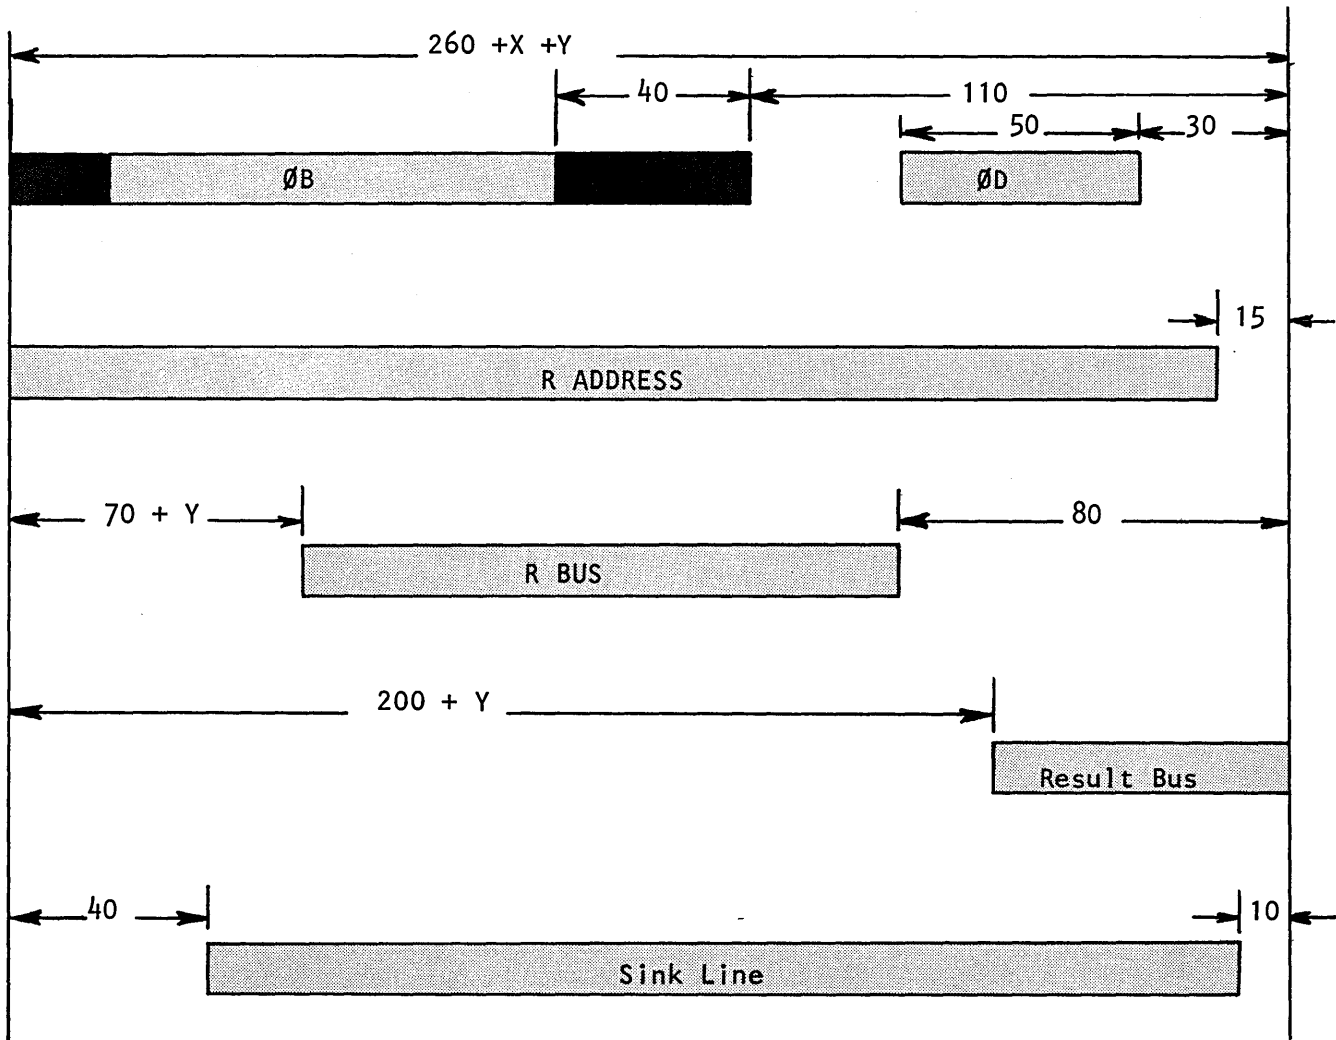 260 +X +Y
40 110
50 30
ØB ØD
15
R ADDRESS
70 + Y 80
R BUS
200 + Y
Result Bus
40 10
Sink Line